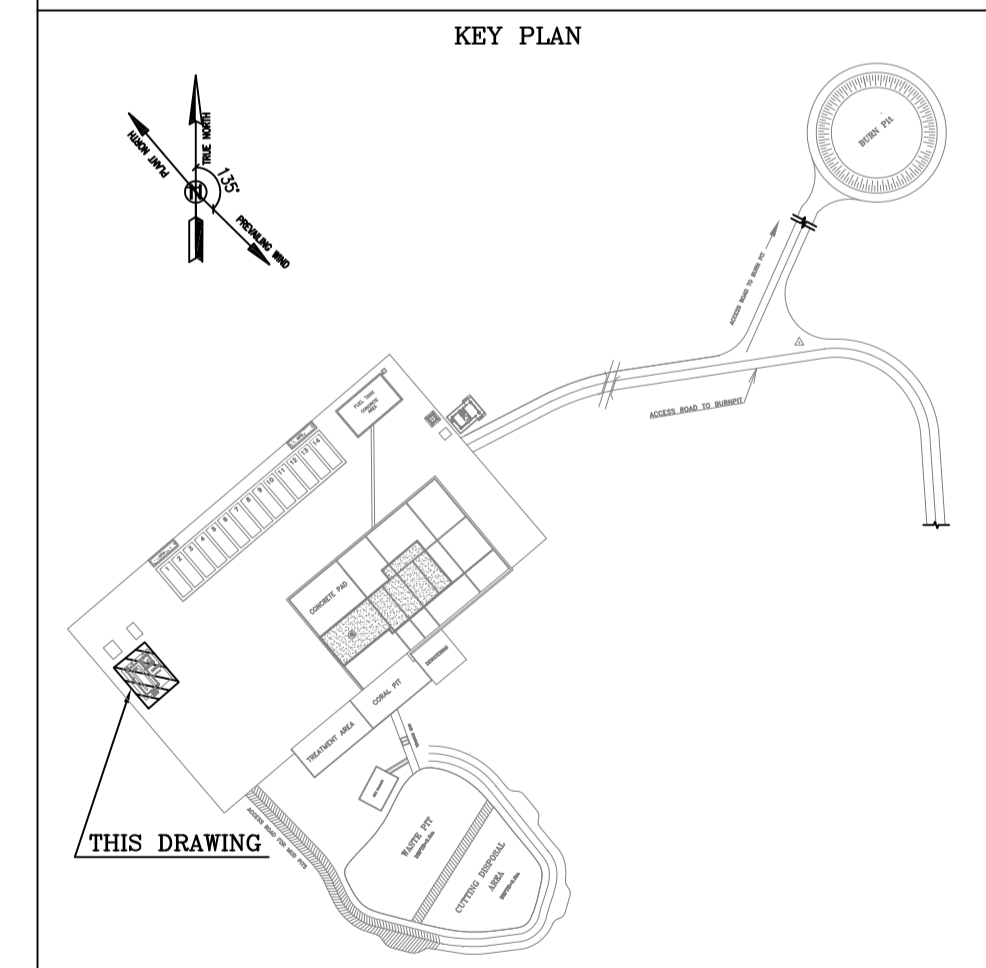 KEY PLAN
PLANT NORTH
TRUE NORTH
N
135°
PREVAILING WIND
BURN Pit
ACCESS ROAD TO BURN PIT
ACCESS ROAD TO BURNPIT
FUEL TANK
CONCRETE
AREA
1
2
3
4
5
6
7
8
9
10
11
12
13
14
CONCRETE PAD
CORAL PIT
TREATMENT AREA
ACCESS ROAD FOR MUD PITS
WASTE PIT
CUTTING DISPOSAL
AREA
THIS DRAWING